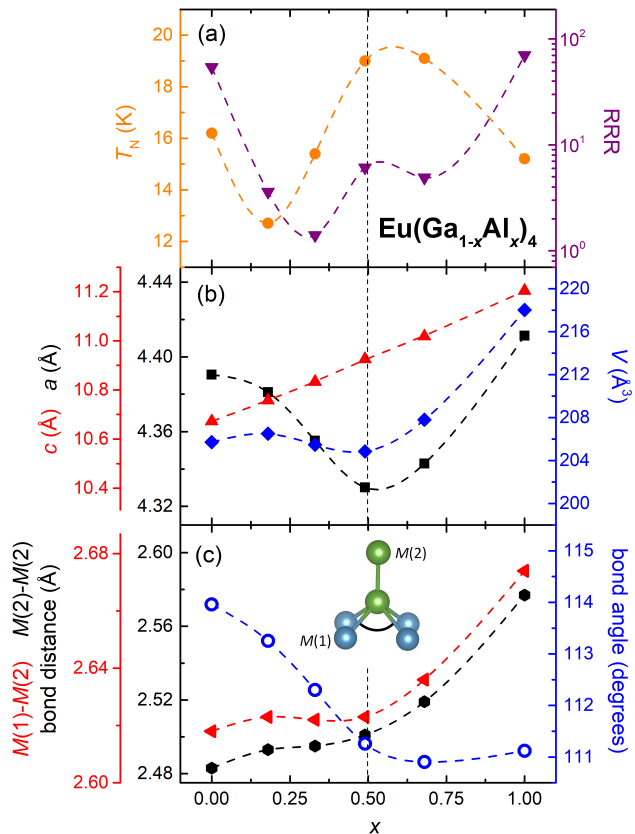 (a)
T_N (K)
20
18
16
14
12
RRR
10^2
10^1
10^0
Eu(Ga_{1-x}Al_x)_4
(b)
c (Å)
11.2
11.0
10.8
10.6
10.4
a (Å)
4.44
4.40
4.36
4.32
V (Å^3)
220
216
212
208
204
200
(c)
M(1)-M(2)
M(2)-M(2)
bond distance (Å)
2.68
2.64
2.60
2.60
2.56
2.52
2.48
M(2)
M(1)
bond angle (degrees)
115
114
113
112
111
0.00 0.25 0.50 0.75 1.00
x